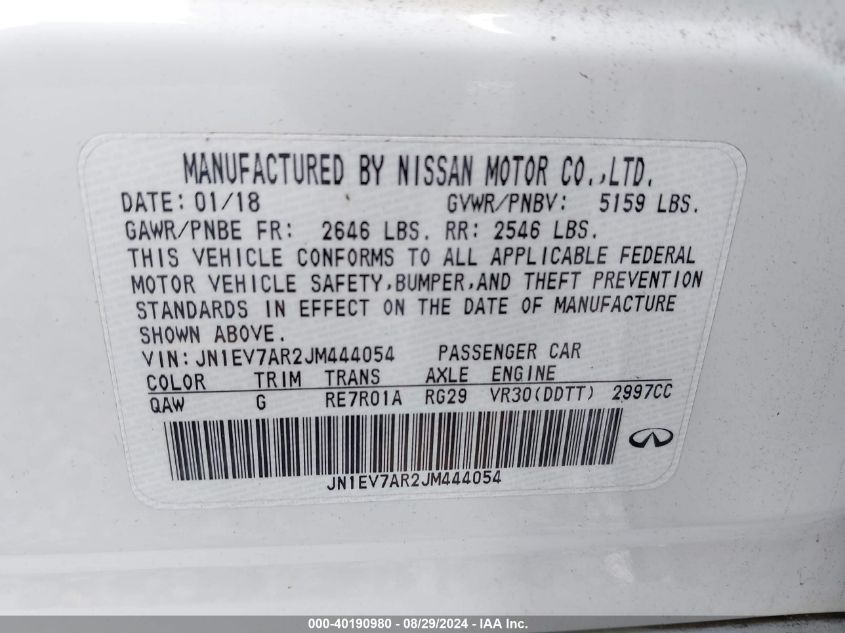 MANUFACTURED BY NISSAN MOTOR CO.,LTD.
DATE: 01/18 GVWR/PNBV: 5159 LBS.
GAWR/PNBE FR: 2646 LBS. RR: 2546 LBS.
THIS VEHICLE CONFORMS TO ALL APPLICABLE FEDERAL
MOTOR VEHICLE SAFETY,BUMPER,AND THEFT PREVENTION
STANDARDS IN EFFECT ON THE DATE OF MANUFACTURE
SHOWN ABOVE.
VIN: JN1EV7AR2JM444054 PASSENGER CAR
COLOR TRIM TRANS AXLE ENGINE
QAW G RE7R01A RG29 VR30(DDTT) 2997CC
JN1EV7AR2JM444054
000-40190980 - 08/29/2024 - IAA Inc.